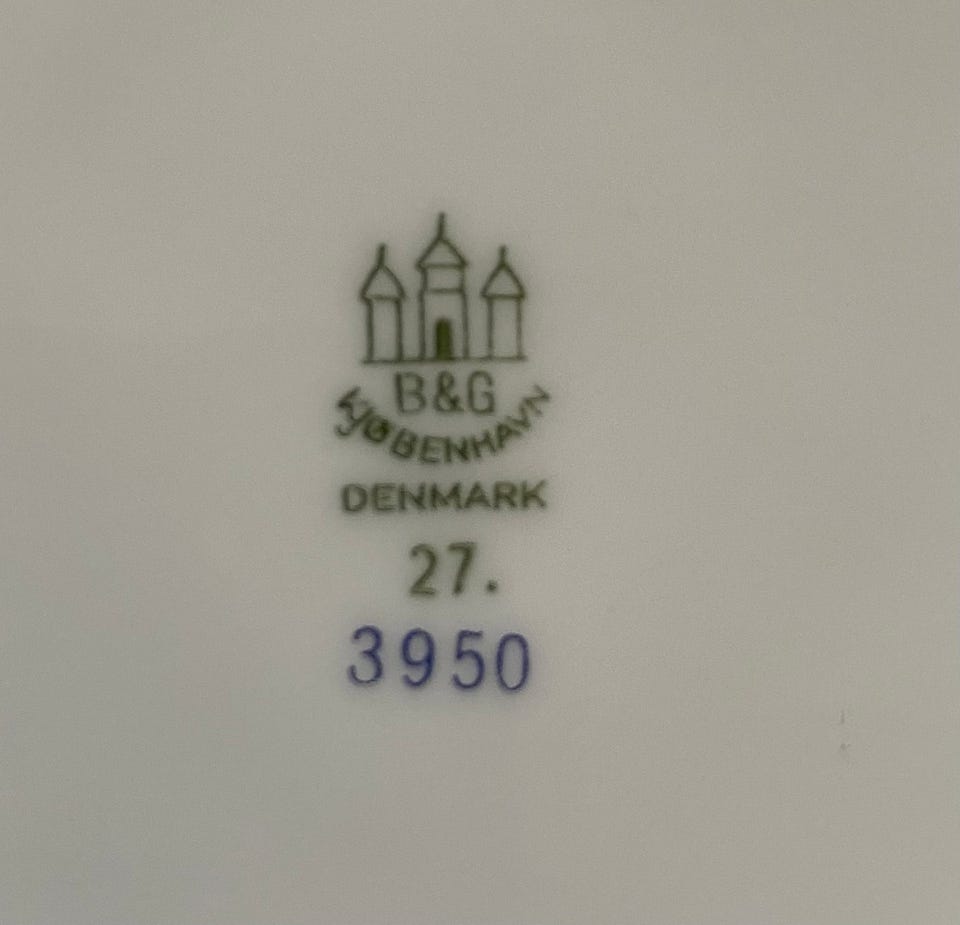 B&G
KJØBENHAVN
DENMARK
27.
3950